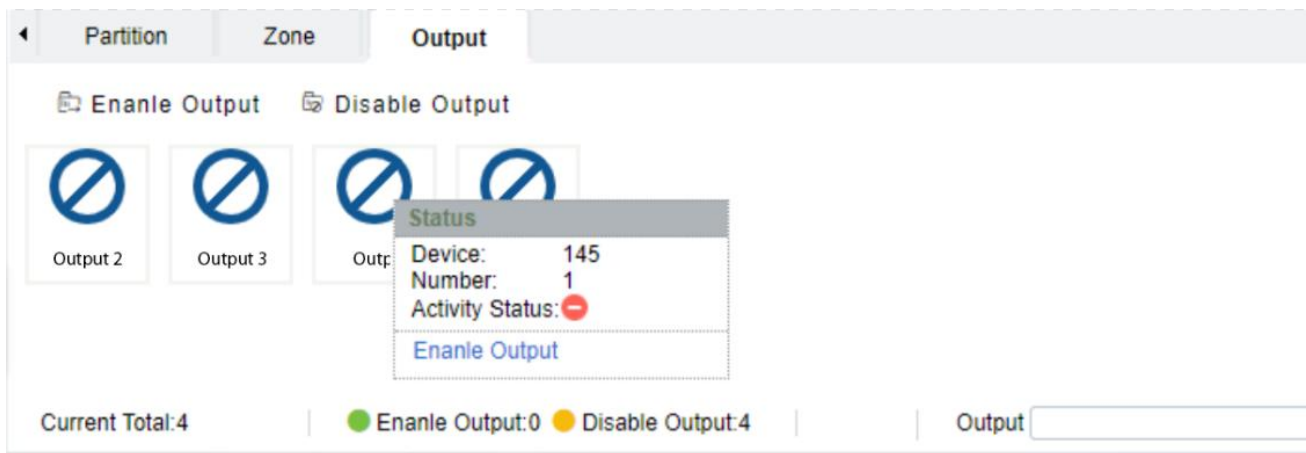 Partition Zone Output
Enanle Output Disable Output
Output 2 Output 3 Outp
Status
Device: 145
Number: 1
Activity Status:
Enanle Output
Current Total:4 Enanle Output:0 Disable Output:4 Output